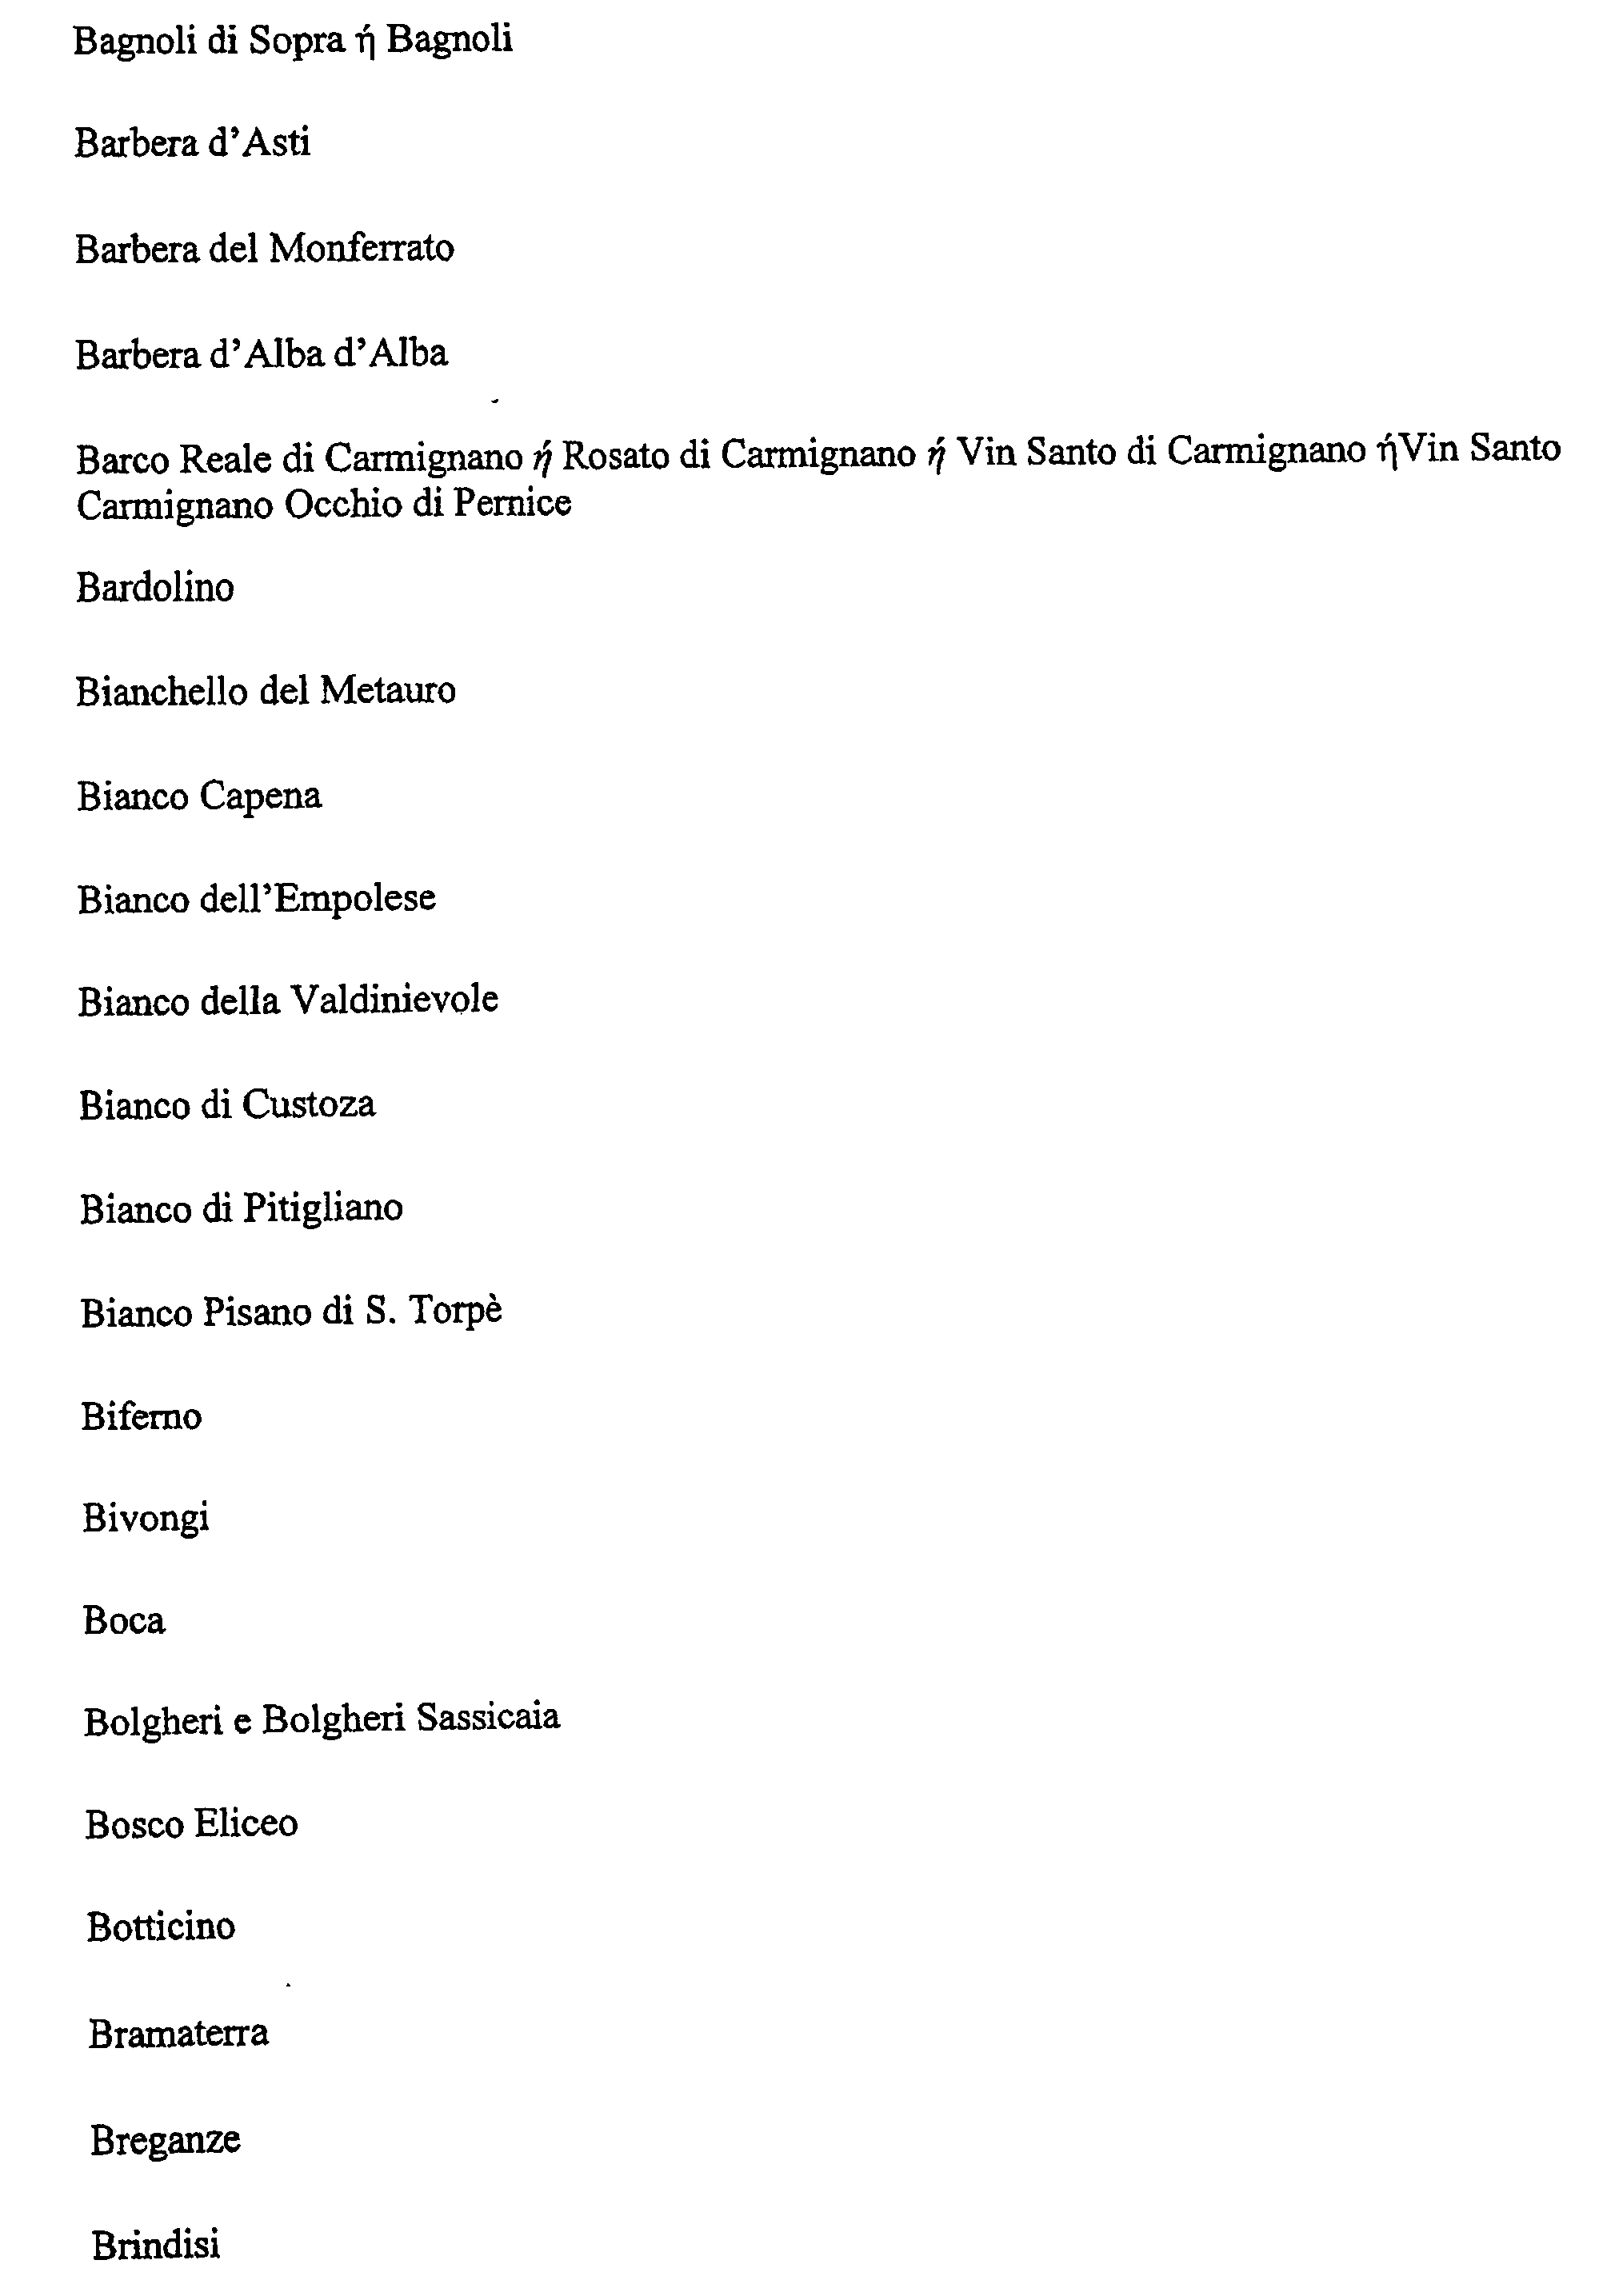 Bagnoli di Sopra ή Bagnoli
Barbera d’Asti
Barbera del Monferrato
Barbera d’Alba d’Alba
Barco Reale di Carmignano ή Rosato di Carmignano ή Vin Santo di Carmignano ήVin Santo
Carmignano Occhio di Pernice
Bardolino
Bianchello del Metauro
Bianco Capena
Bianco dell’Empolese
Bianco della Valdinievole
Bianco di Custoza
Bianco di Pitigliano
Bianco Pisano di S. Torpè
Biferno
Bivongi
Boca
Bolgheri e Bolgheri Sassicaia
Bosco Eliceo
Botticino
Bramaterra
Breganze
Brindisi